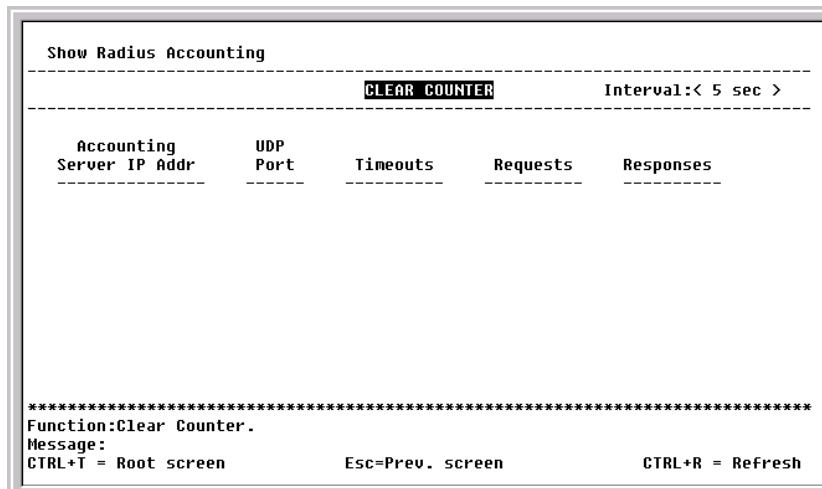 Show Radius Accounting
--------------------------------------------------------------------------------
CLEAR COUNTER Interval:< 5 sec >
--------------------------------------------------------------------------------
Accounting UDP
Server IP Addr Port Timeouts Requests Responses
--------------- ------ ---------- ---------- ----------
********************************************************************************
Function:Clear Counter.
Message:
CTRL+T = Root screen Esc=Prev. screen CTRL+R = Refresh